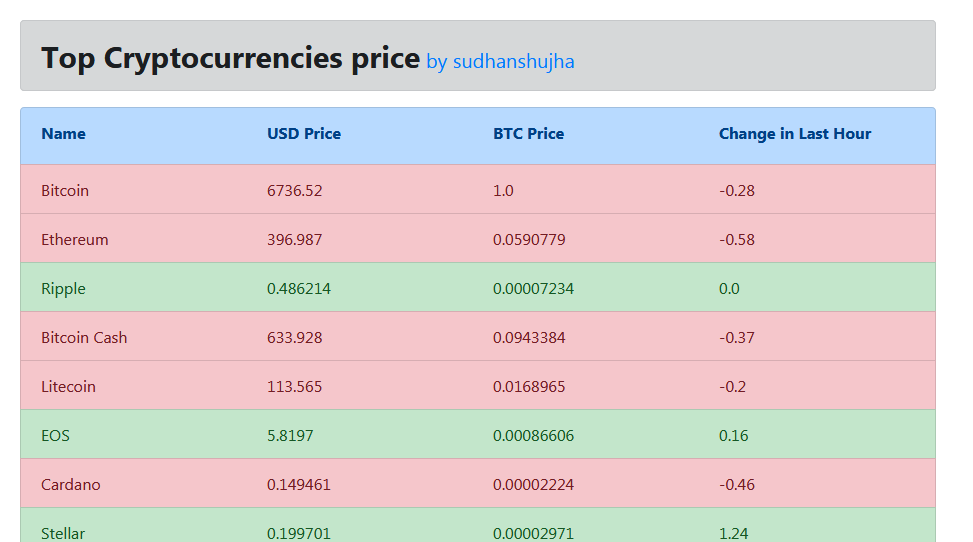 Top Cryptocurrencies price by sudhanshujha
Name USD Price BTC Price Change in Last Hour
Bitcoin 6736.52 1.0 -0.28
Ethereum 396.987 0.0590779 -0.58
Ripple 0.486214 0.00007234 0.0
Bitcoin Cash 633.928 0.0943384 -0.37
Litecoin 113.565 0.0168965 -0.2
EOS 5.8197 0.00086606 0.16
Cardano 0.149461 0.00002224 -0.46
Stellar 0.199701 0.00002971 1.24